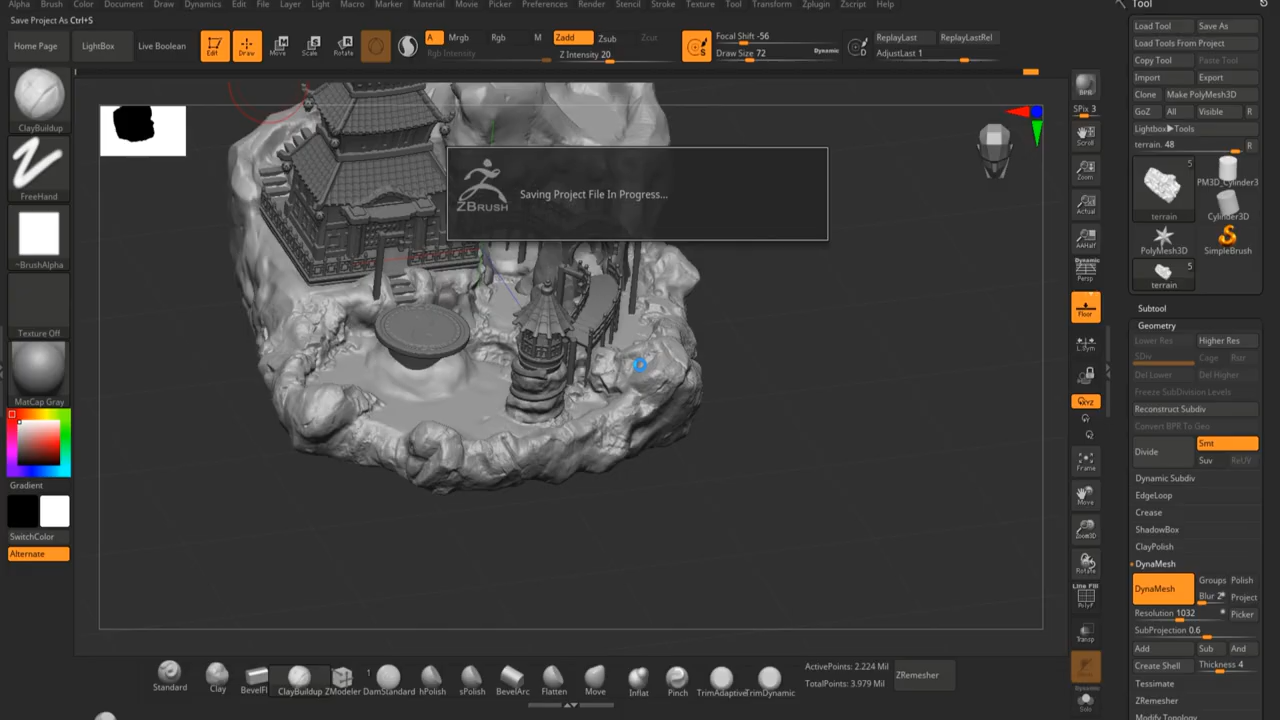 Alpha Brush Color Document Draw Dynamics Edit File Layer Light Macro Marker Material Movie Picker Preferences Render Stencil Stroke Texture Tool Transform Zplugin Zscript Help
Tool
Save Project As Ctrl+S
Load Tool Save As
Load Tools From Project
Copy Tool Paste Tool
Import Export
Clone Make PolyMesh3D
GoZ All Visible R
Lightbox▶Tools
terrain. 48 R
Home Page LightBox Live Boolean
Edit Draw Move Scale Rotate
A Mrgb Rgb M Zadd Zsub Zcut
Rgb Intensity Z Intensity 20
Focal Shift -56
Draw Size 72 Dynamic
ReplayLast ReplayLastRel
AdjustLast 1
ClayBuildup
FreeHand
~BrushAlpha
Texture Off
MatCap Gray
Gradient
SwitchColor
Alternate
ZBRUSH
Saving Project File In Progress...
BPR
SPix 3
Scroll
Zoom
Actual
AAHalf
Dynamic
Persp
Floor
L.Sym
XYZ
Frame
Move
Zoom3D
Rotate
Line Fill
PolyF
Transp
Dynamic
Solo
5
terrain
PM3D_Cylinder3
Cylinder3D
PolyMesh3D SimpleBrush
5
terrain
Subtool
Geometry
Lower Res Higher Res
SDiv Cage Rstr
Del Lower Del Higher
Freeze SubDivision Levels
Reconstruct Subdiv
Convert BPR To Geo
Divide Smt
Suv ReUV
Dynamic Subdiv
EdgeLoop
Crease
ShadowBox
ClayPolish
DynaMesh
DynaMesh Groups Polish
Blur 2 Project
Resolution 1032 Picker
SubProjection 0.6
Add Sub And
Create Shell Thickness 4
Tessimate
ZRemesher
Modify Topology
Standard Clay BevelFl ClayBuildup ZModeler 1 DamStandard hPolish sPolish BevelArc Flatten Move Inflat Pinch TrimAdaptive TrimDynamic
ActivePoints: 2.224 Mil
TotalPoints: 3.979 Mil
ZRemesher